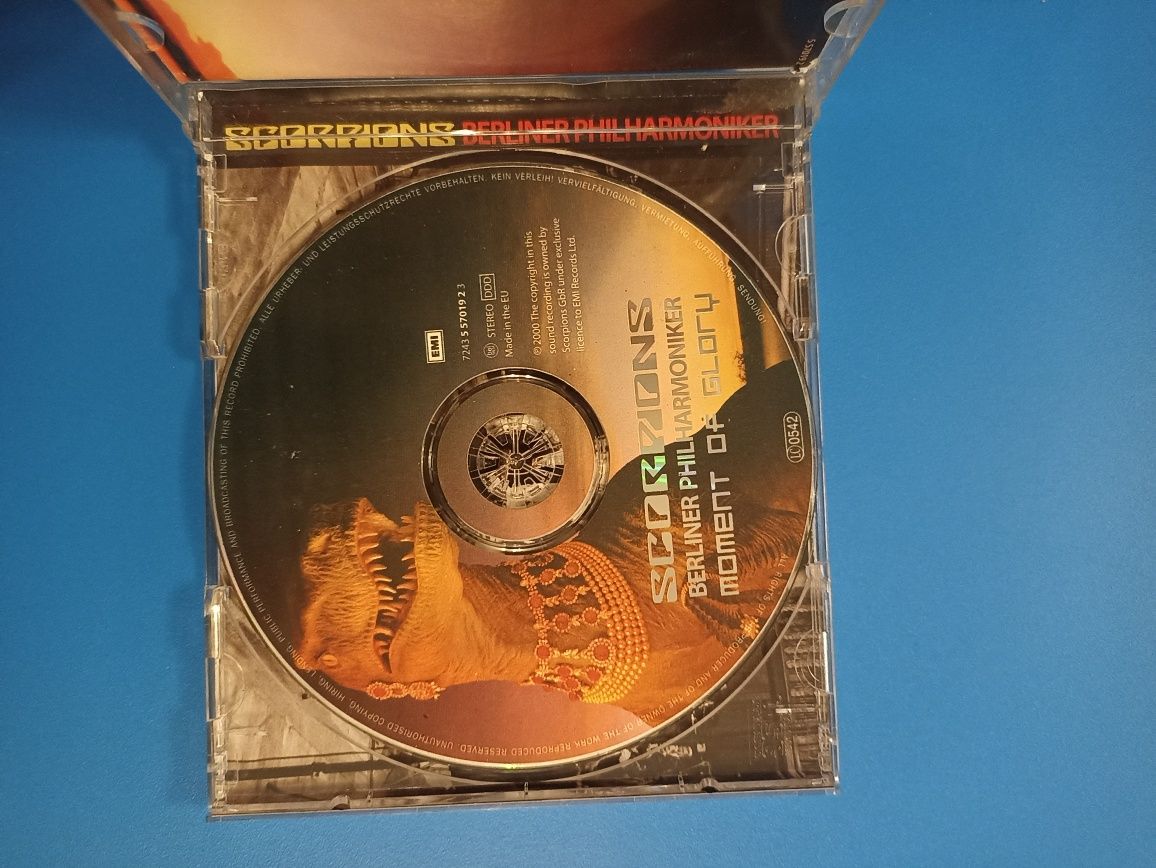 SCORPIONS BERLINER PHILHARMONIKER
EMI
7243 5 57019 2 3
STEREO DDD
Made in the EU
℗ 2000 The copyright in this
sound recording is owned by
Scorpions GbR under exclusive
licence to EMI Records Ltd.
SCORPIONS
BERLINER PHILHARMONIKER
MOMENT OF GLORY
LC 0542
ALLE URHEBER- UND LEISTUNGSSCHUTZRECHTE VORBEHALTEN. KEIN VERLEIH! VERVIELFÄLTIGUNG, VERMIETUNG, AUFFÜHRUNG, SENDUNG!
ALL RIGHTS OF PRODUCER AND OF THE OWNER OF THE WORK REPRODUCED RESERVED. UNAUTHORISED COPYING, HIRING, PUBLIC PERFORMANCE AND BROADCASTING OF THIS RECORD PROHIBITED.